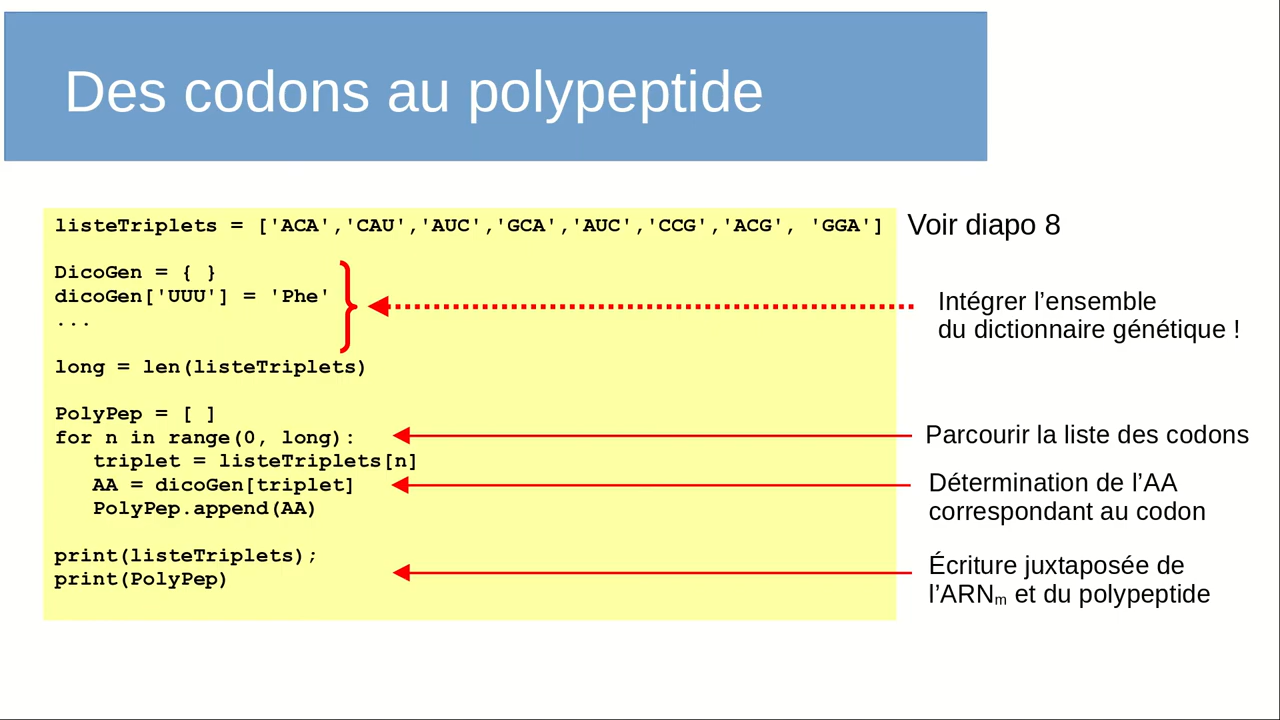 Des codons au polypeptide
listeTriplets = ['ACA','CAU','AUC','GCA','AUC','CCG','ACG', 'GGA']
Voir diapo 8
DicoGen = { }
dicoGen['UUU'] = 'Phe'
...
Intégrer l’ensemble
du dictionnaire génétique !
long = len(listeTriplets)
PolyPep = [ ]
for n in range(0, long):
Parcourir la liste des codons
triplet = listeTriplets[n]
AA = dicoGen[triplet]
PolyPep.append(AA)
Détermination de l’AA
correspondant au codon
print(listeTriplets);
print(PolyPep)
Écriture juxtaposée de
l’ARNm et du polypeptide